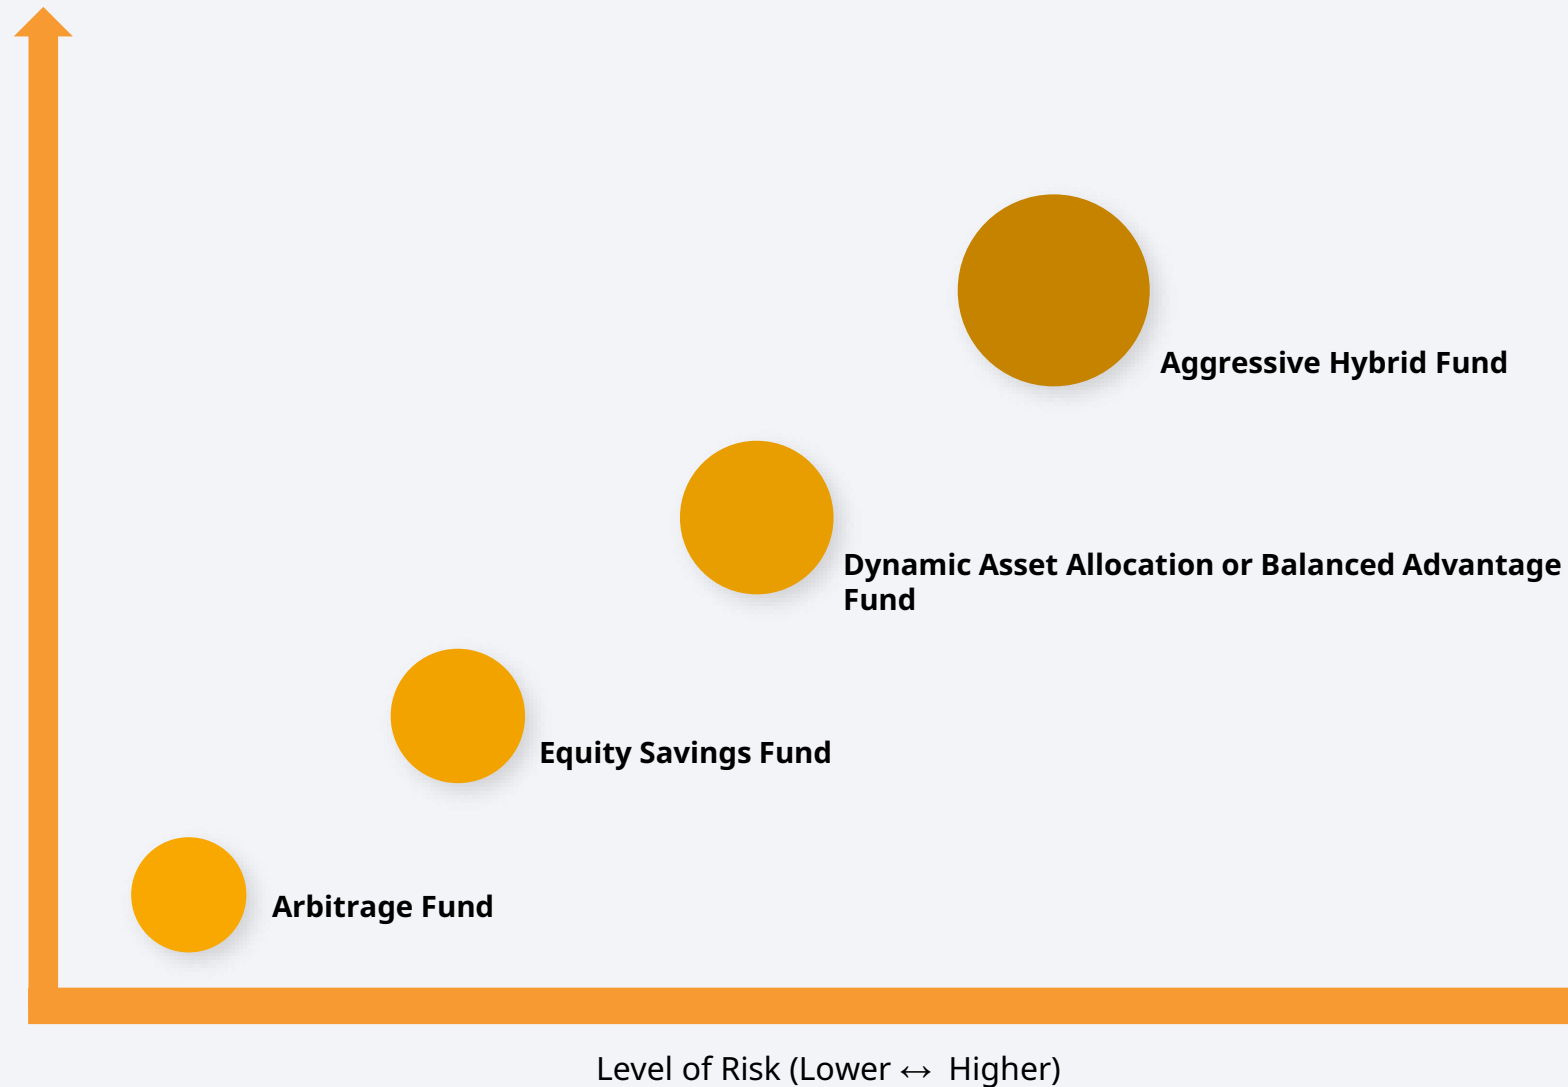 Aggressive Hybrid Fund
Dynamic Asset Allocation or Balanced Advantage
Fund
Equity Savings Fund
Arbitrage Fund
Level of Risk (Lower ↔ Higher)